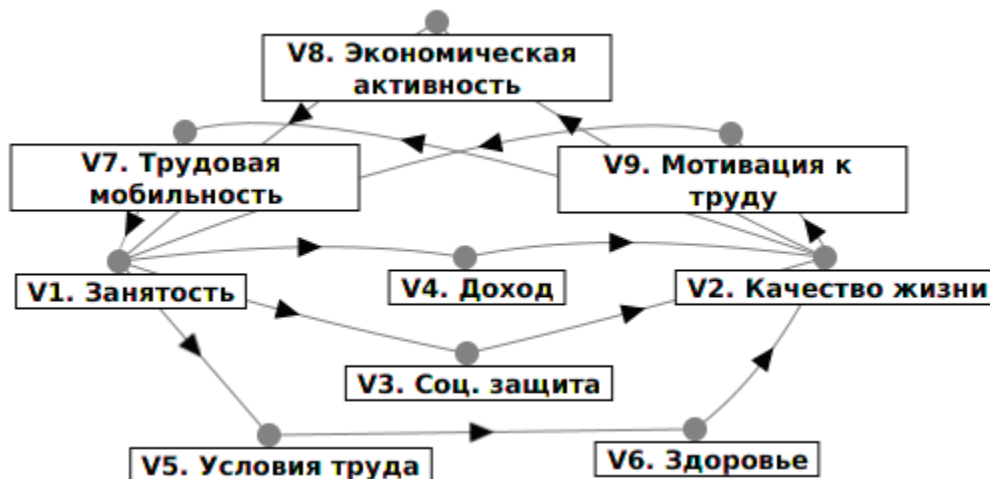 V8. Экономическая
активность
V7. Трудовая
мобильность
V9. Мотивация к
труду
V1. Занятость
V4. Доход
V2. Качество жизни
V3. Соц. защита
V5. Условия труда
V6. Здоровье